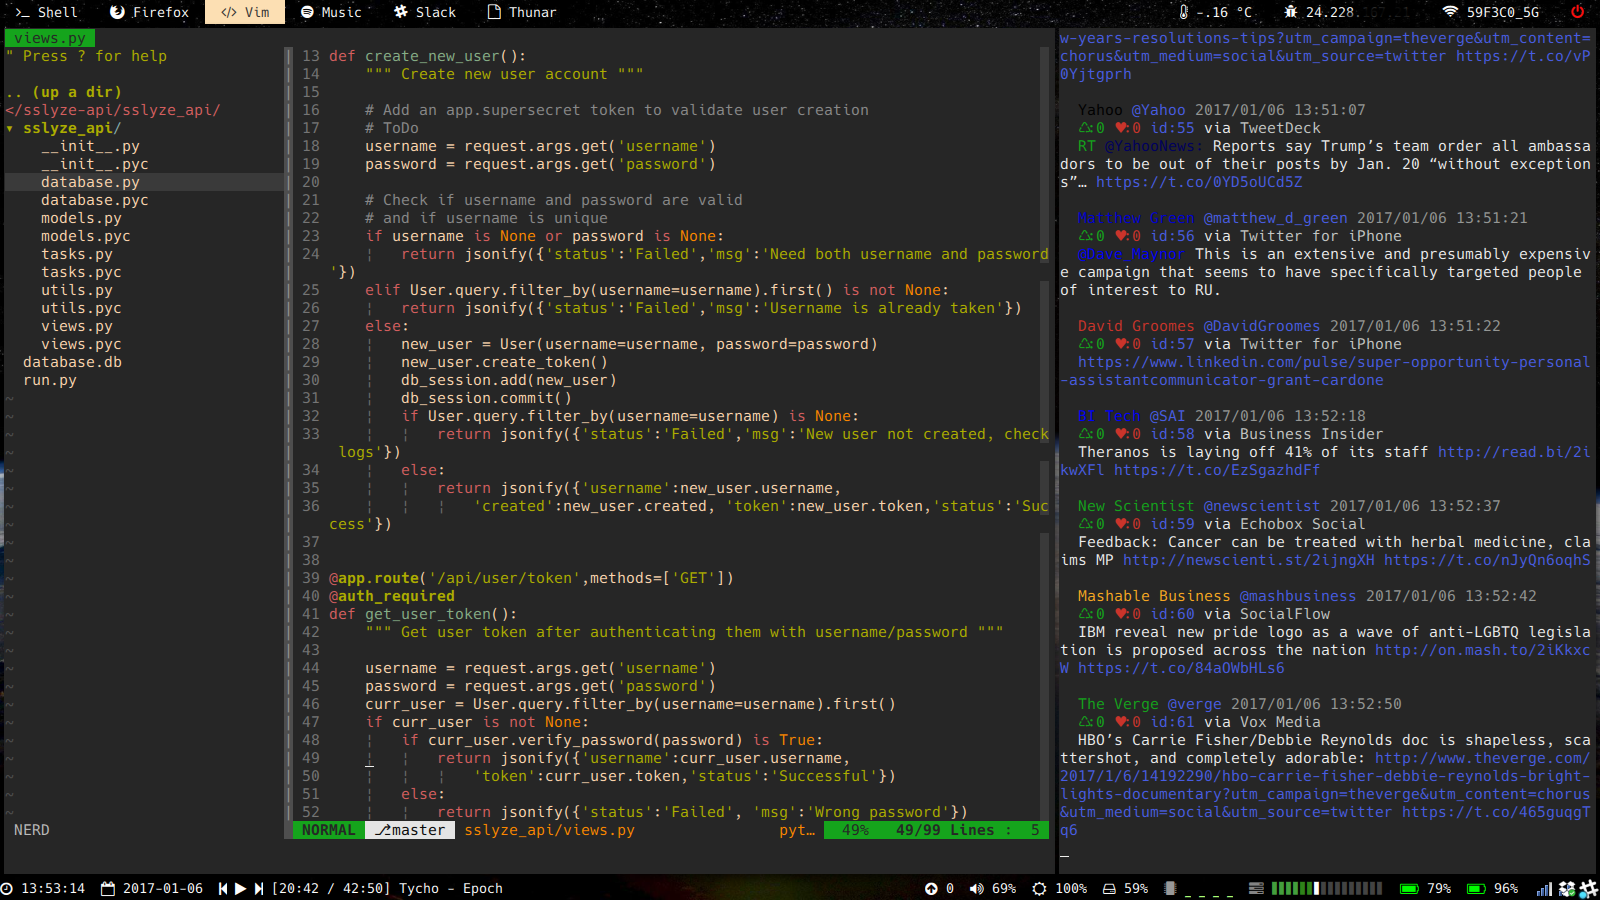 >_ Shell Firefox </> Vim Music Slack Thunar -.16 °C 24.228 59F3C0_5G
views.py
" Press ? for help
.. (up a dir)
</sslyze-api/sslyze_api/
▾ sslyze_api/
__init__.py
__init__.pyc
database.py
database.pyc
models.py
models.pyc
tasks.py
tasks.pyc
utils.py
utils.pyc
views.py
views.pyc
database.db
run.py
NERD
13 def create_new_user():
14 """ Create new user account """
15
16 # Add an app.supersecret token to validate user creation
17 # ToDo
18 username = request.args.get('username')
19 password = request.args.get('password')
20
21 # Check if username and password are valid
22 # and if username is unique
23 if username is None or password is None:
24 ¦ return jsonify({'status':'Failed','msg':'Need both username and password
'})
25 elif User.query.filter_by(username=username).first() is not None:
26 ¦ return jsonify({'status':'Failed','msg':'Username is already taken'})
27 else:
28 ¦ new_user = User(username=username, password=password)
29 ¦ new_user.create_token()
30 ¦ db_session.add(new_user)
31 ¦ db_session.commit()
32 ¦ if User.query.filter_by(username=username) is None:
33 ¦ ¦ return jsonify({'status':'Failed','msg':'New user not created, check
logs'})
34 ¦ else:
35 ¦ ¦ return jsonify({'username':new_user.username,
36 ¦ ¦ ¦ 'created':new_user.created, 'token':new_user.token,'status':'Suc
cess'})
37
38
39 @app.route('/api/user/token',methods=['GET'])
40 @auth_required
41 def get_user_token():
42 """ Get user token after authenticating them with username/password """
43
44 username = request.args.get('username')
45 password = request.args.get('password')
46 curr_user = User.query.filter_by(username=username).first()
47 if curr_user is not None:
48 ¦ if curr_user.verify_password(password) is True:
49 ¦ ¦ return jsonify({'username':curr_user.username,
50 ¦ ¦ ¦ 'token':curr_user.token,'status':'Successful'})
51 ¦ else:
52 ¦ ¦ return jsonify({'status':'Failed', 'msg':'Wrong password'})
NORMAL ⎇master sslyze_api/views.py pyt… 49% 49/99 Lines : 5
w-years-resolutions-tips?utm_campaign=theverge&utm_content=
chorus&utm_medium=social&utm_source=twitter https://t.co/vP
0Yjtgprh
Yahoo @Yahoo 2017/01/06 13:51:07
♺:0 ♥:0 id:55 via TweetDeck
RT @YahooNews: Reports say Trump’s team order all ambassa
dors to be out of their posts by Jan. 20 “without exception
s”… https://t.co/0YD5oUCd5Z
Matthew Green @matthew_d_green 2017/01/06 13:51:21
♺:0 ♥:0 id:56 via Twitter for iPhone
@Dave_Maynor This is an extensive and presumably expensiv
e campaign that seems to have specifically targeted people
of interest to RU.
David Groomes @DavidGroomes 2017/01/06 13:51:22
♺:0 ♥:0 id:57 via Twitter for iPhone
https://www.linkedin.com/pulse/super-opportunity-personal
-assistantcommunicator-grant-cardone
BI Tech @SAI 2017/01/06 13:52:18
♺:0 ♥:0 id:58 via Business Insider
Theranos is laying off 41% of its staff http://read.bi/2i
kwXFl https://t.co/EzSgazhdFf
New Scientist @newscientist 2017/01/06 13:52:37
♺:0 ♥:0 id:59 via Echobox Social
Feedback: Cancer can be treated with herbal medicine, cla
ims MP http://newscienti.st/2ijngXH https://t.co/nJyQn6oqhS
Mashable Business @mashbusiness 2017/01/06 13:52:42
♺:0 ♥:0 id:60 via SocialFlow
IBM reveal new pride logo as a wave of anti-LGBTQ legisla
tion is proposed across the nation http://on.mash.to/2iKkxc
W https://t.co/84aOWbHLs6
The Verge @verge 2017/01/06 13:52:50
♺:0 ♥:0 id:61 via Vox Media
HBO’s Carrie Fisher/Debbie Reynolds doc is shapeless, sca
ttershot, and completely adorable: http://www.theverge.com/
2017/1/6/14192290/hbo-carrie-fisher-debbie-reynolds-bright-
lights-documentary?utm_campaign=theverge&utm_content=chorus
&utm_medium=social&utm_source=twitter https://t.co/465guqgT
q6
13:53:14 2017-01-06 [20:42 / 42:50] Tycho - Epoch 0 69% 100% 59% 79% 96%